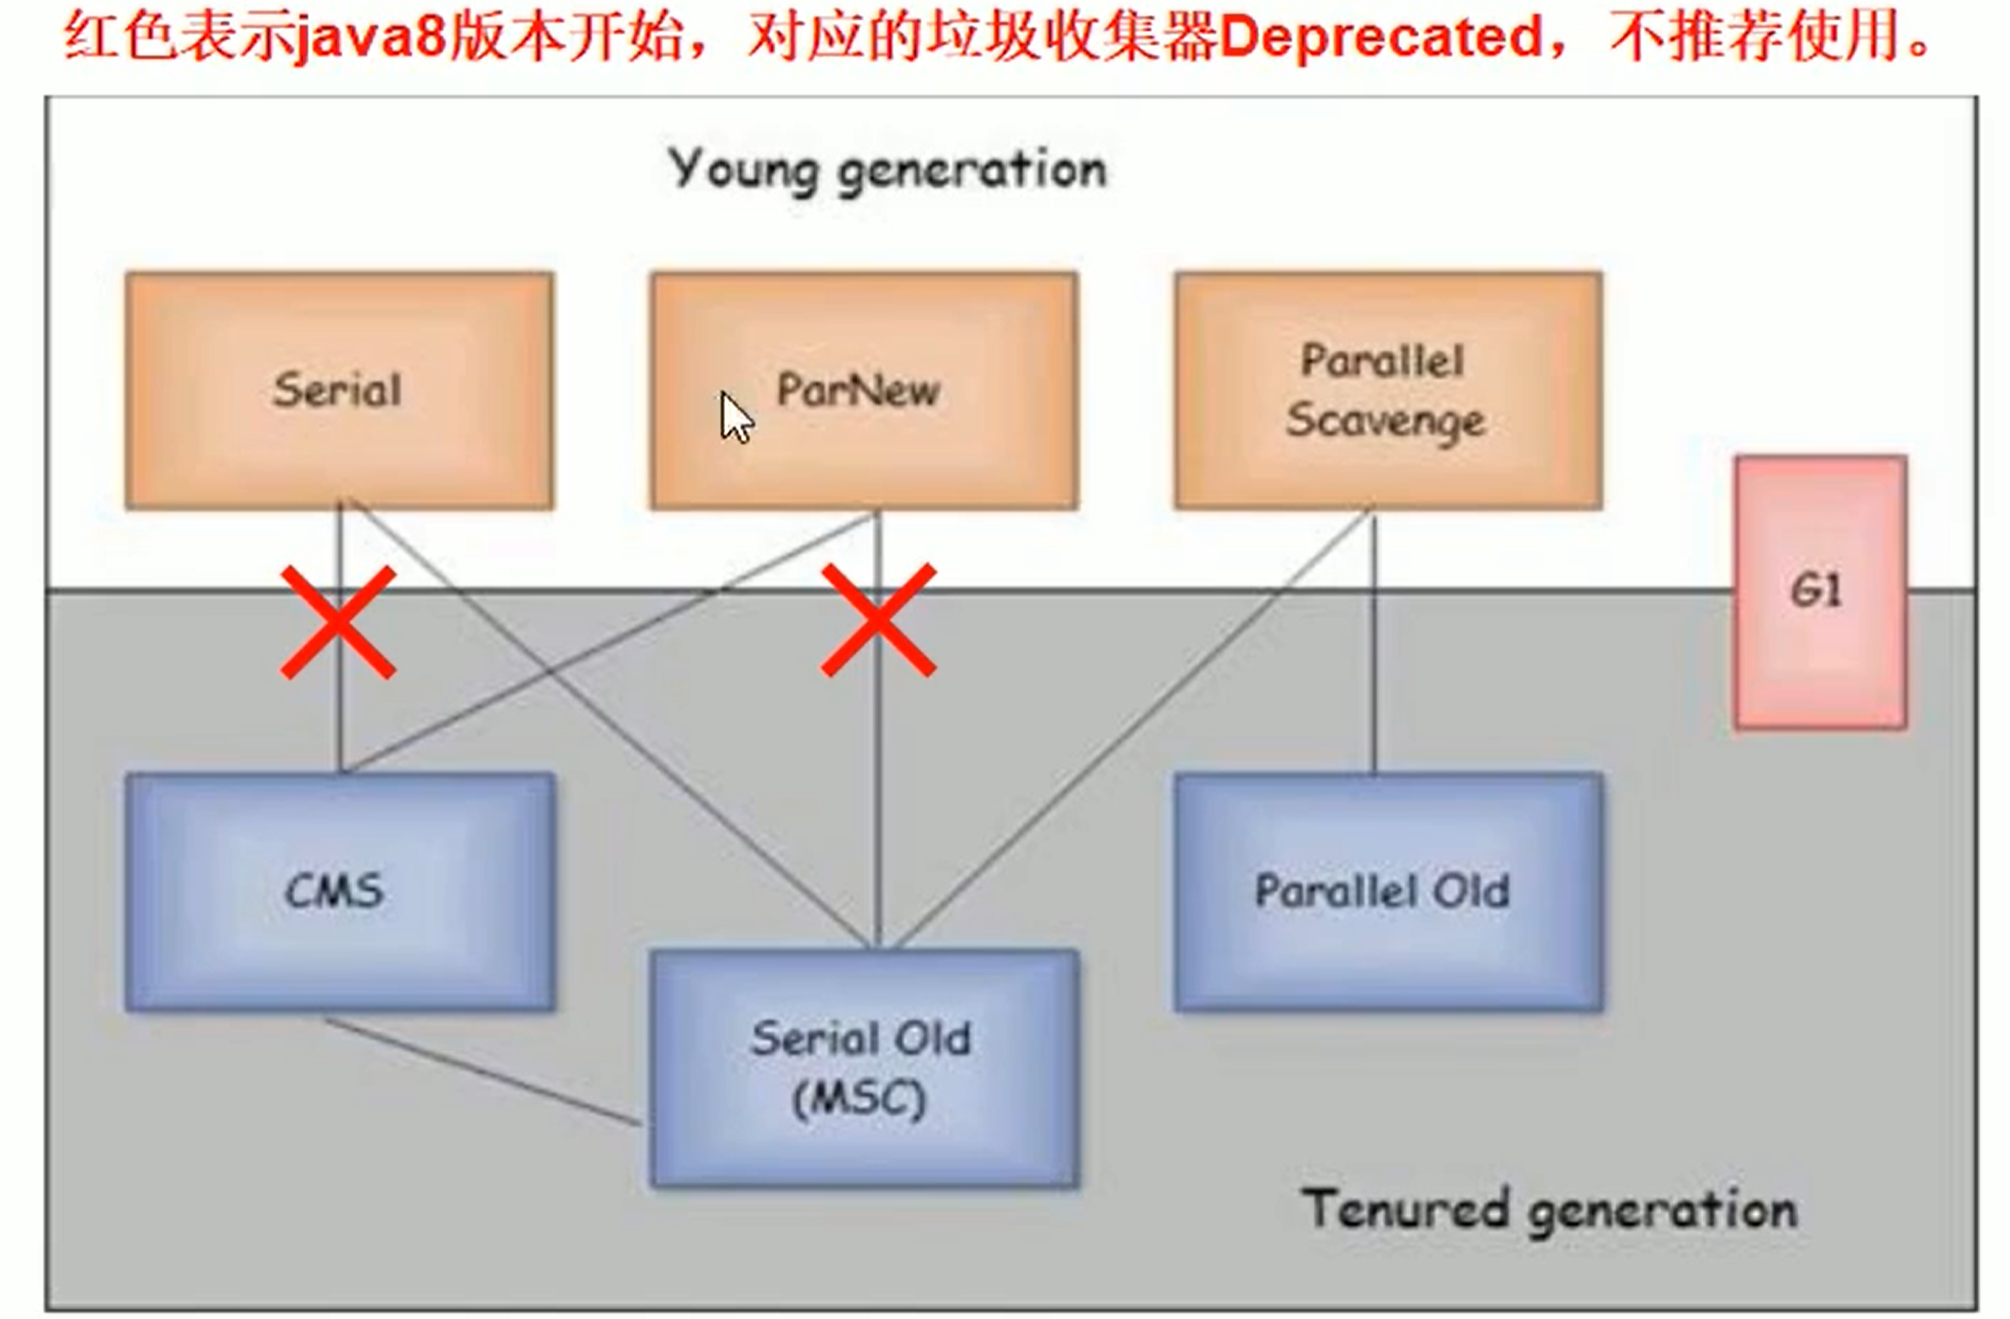 红色表示java8版本开始，对应的垃圾收集器Deprecated，不推荐使用。
Young generation
Serial
ParNew
Parallel
Scavenge
G1
CMS
Parallel Old
Serial Old
(MSC)
Tenured generation